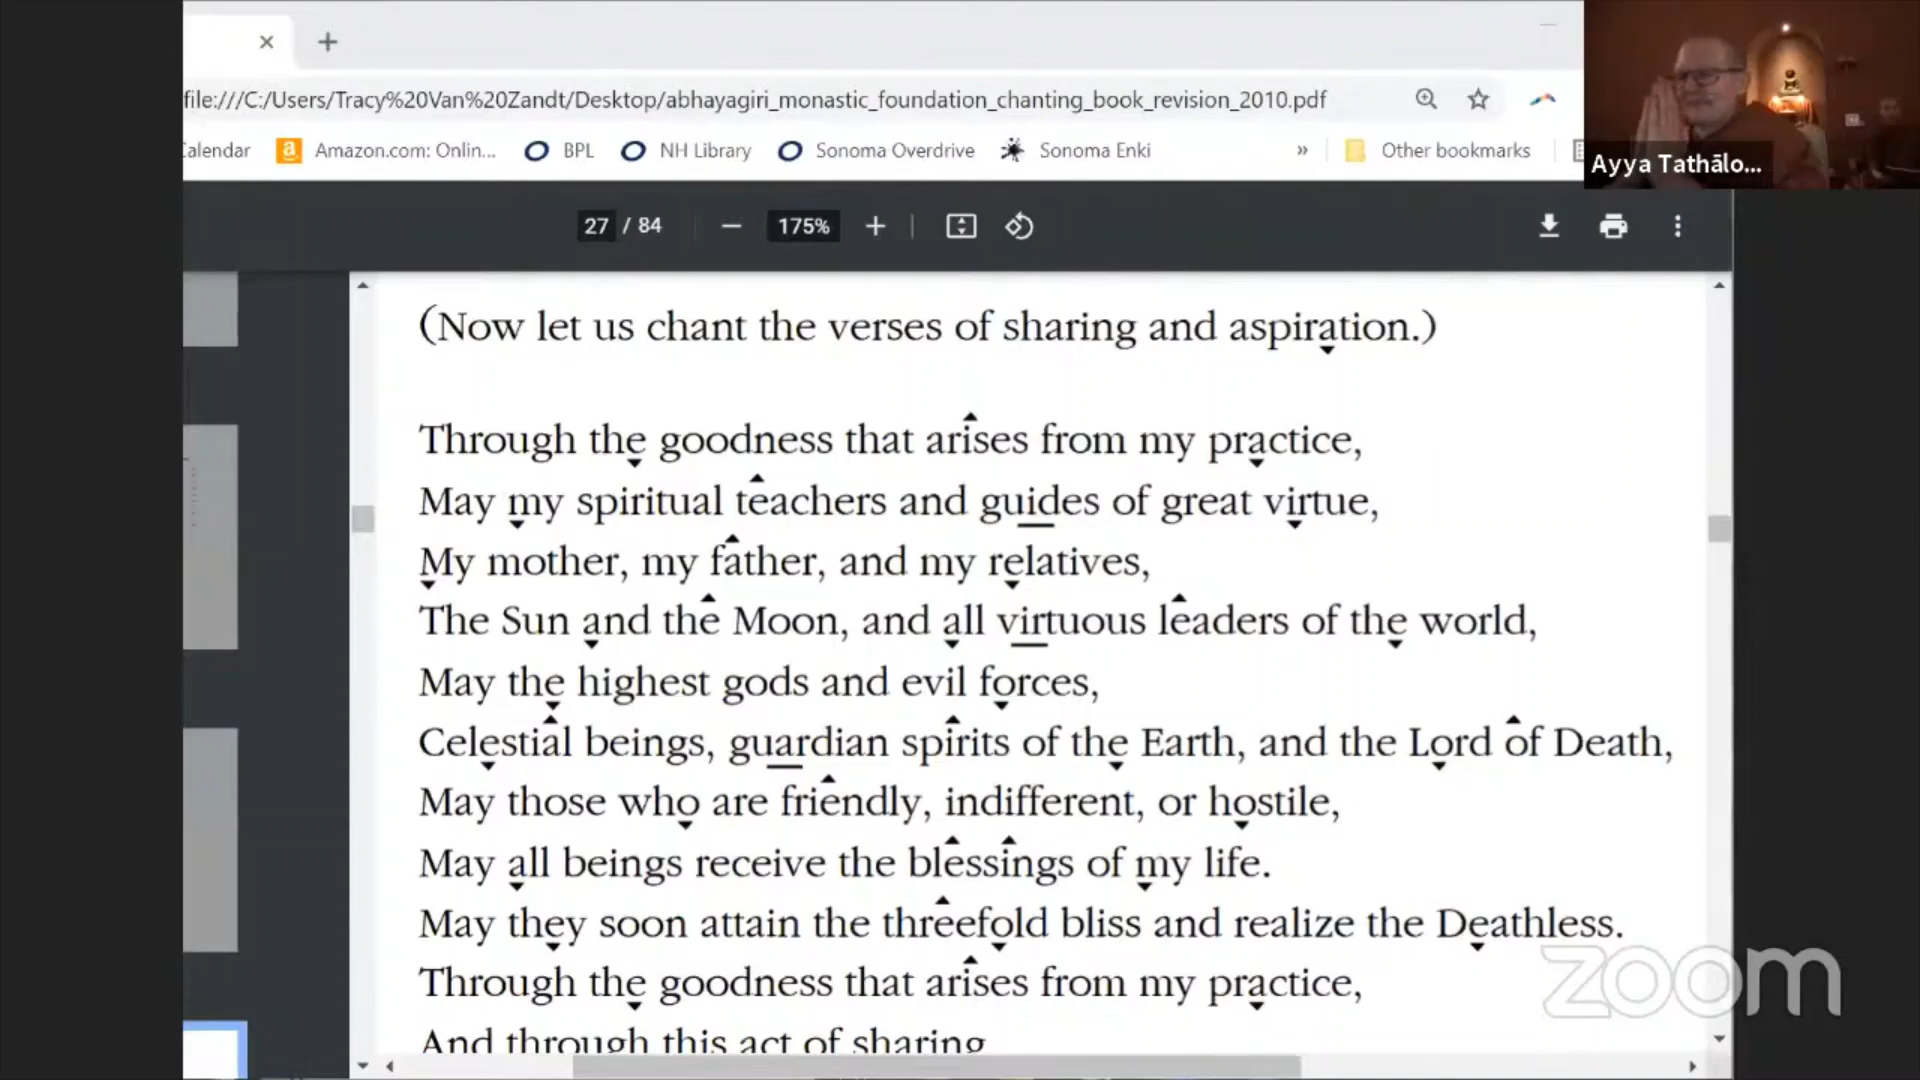 file:///C:/Users/Tracy%20Van%20Zandt/Desktop/abhayagiri_monastic_foundation_chanting_book_revision_2010.pdf
Calendar Amazon.com: Onlin... BPL NH Library Sonoma Overdrive Sonoma Enki » Other bookmarks
Ayya Tathālo...
27 / 84 175%
(Now let us chant the verses of sharing and aspiration.)
Through the goodness that arises from my practice,
May my spiritual teachers and guides of great virtue,
My mother, my father, and my relatives,
The Sun and the Moon, and all virtuous leaders of the world,
May the highest gods and evil forces,
Celestial beings, guardian spirits of the Earth, and the Lord of Death,
May those who are friendly, indifferent, or hostile,
May all beings receive the blessings of my life.
May they soon attain the threefold bliss and realize the Deathless.
Through the goodness that arises from my practice,
And through this act of sharing
zoom